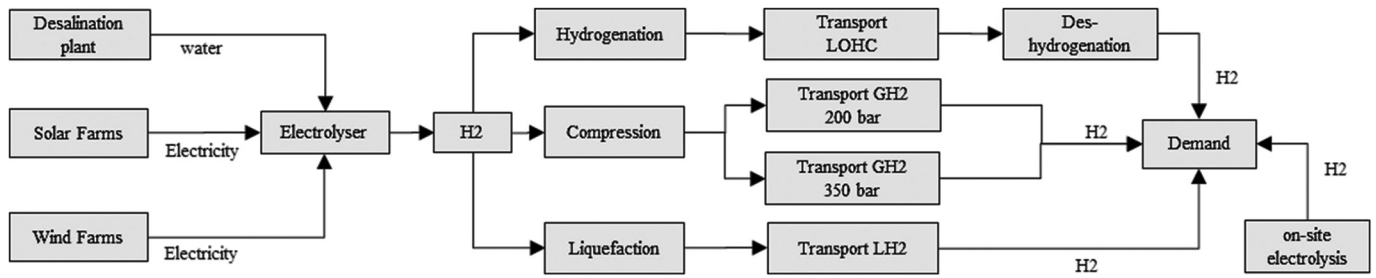 Desalination
plant
water
Solar Farms
Electricity
Wind Farms
Electricity
Electrolyser
H2
Hydrogenation
Transport
LOHC
Des-
hydrogenation
H2
Compression
Transport GH2
200 bar
Transport GH2
350 bar
H2
Liquefaction
Transport LH2
H2
Demand
H2
on-site
electrolysis